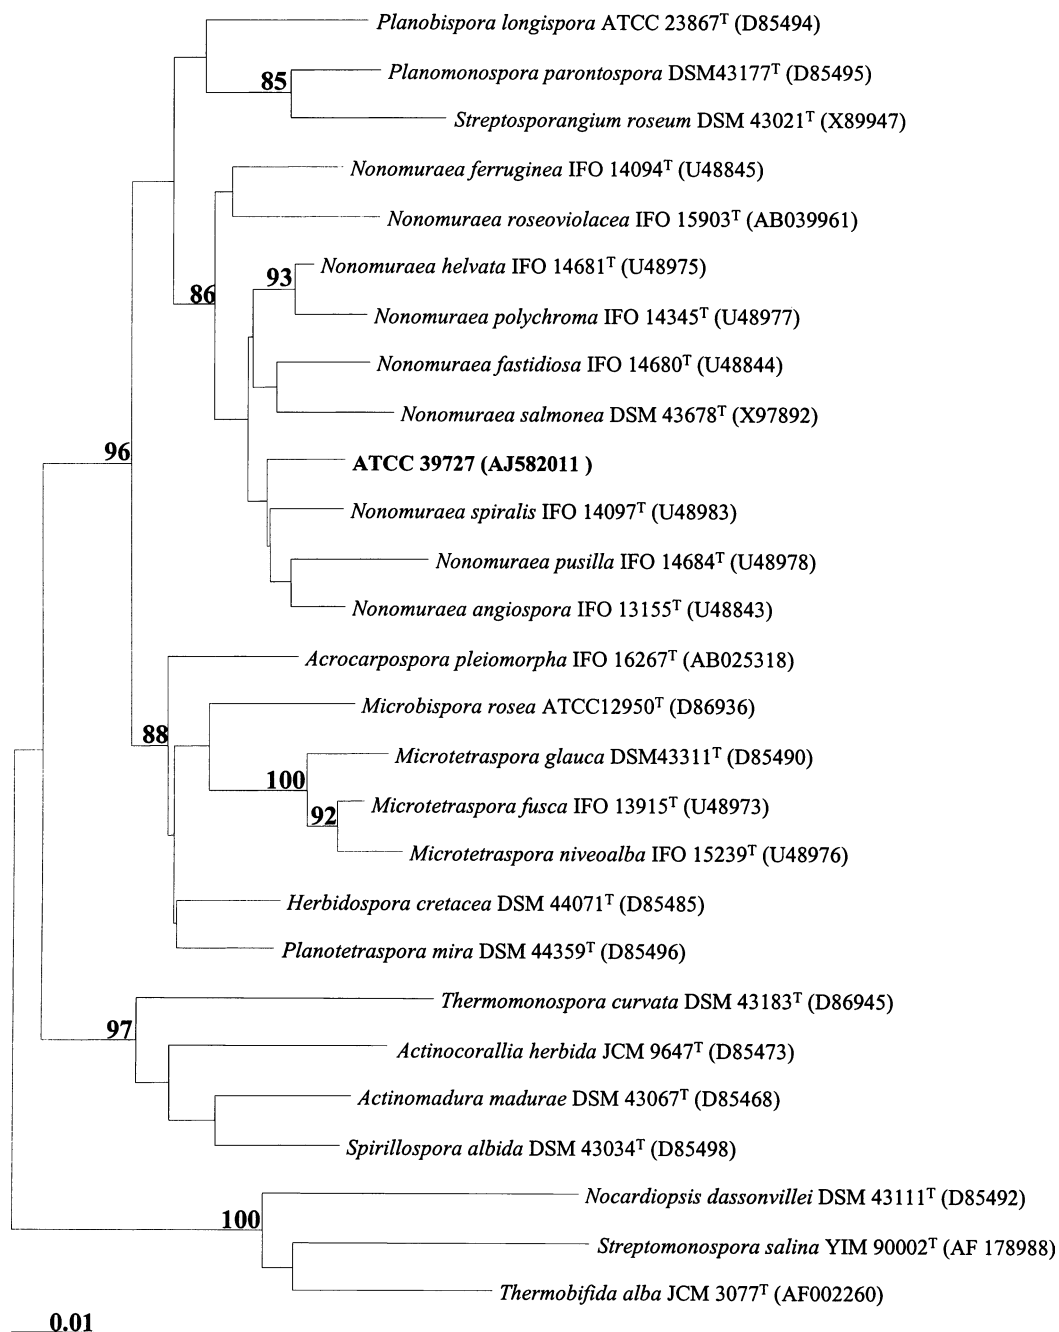 Planobispora longispora ATCC 23867T (D85494)
85
Planomonospora parontospora DSM43177T (D85495)
Streptosporangium roseum DSM 43021T (X89947)
Nonomuraea ferruginea IFO 14094T (U48845)
Nonomuraea roseoviolacea IFO 15903T (AB039961)
Nonomuraea helvata IFO 14681T (U48975)
93
86
Nonomuraea polychroma IFO 14345T (U48977)
Nonomuraea fastidiosa IFO 14680T (U48844)
Nonomuraea salmonea DSM 43678T (X97892)
96
ATCC 39727 (AJ582011 )
Nonomuraea spiralis IFO 14097T (U48983)
Nonomuraea pusilla IFO 14684T (U48978)
Nonomuraea angiospora IFO 13155T (U48843)
Acrocarpospora pleiomorpha IFO 16267T (AB025318)
Microbispora rosea ATCC12950T (D86936)
88
Microtetraspora glauca DSM43311T (D85490)
100
Microtetraspora fusca IFO 13915T (U48973)
92
Microtetraspora niveoalba IFO 15239T (U48976)
Herbidospora cretacea DSM 44071T (D85485)
Planotetraspora mira DSM 44359T (D85496)
Thermomonospora curvata DSM 43183T (D86945)
97
Actinocorallia herbida JCM 9647T (D85473)
Actinomadura madurae DSM 43067T (D85468)
Spirillospora albida DSM 43034T (D85498)
Nocardiopsis dassonvillei DSM 43111T (D85492)
100
Streptomonospora salina YIM 90002T (AF 178988)
Thermobifida alba JCM 3077T (AF002260)
0.01